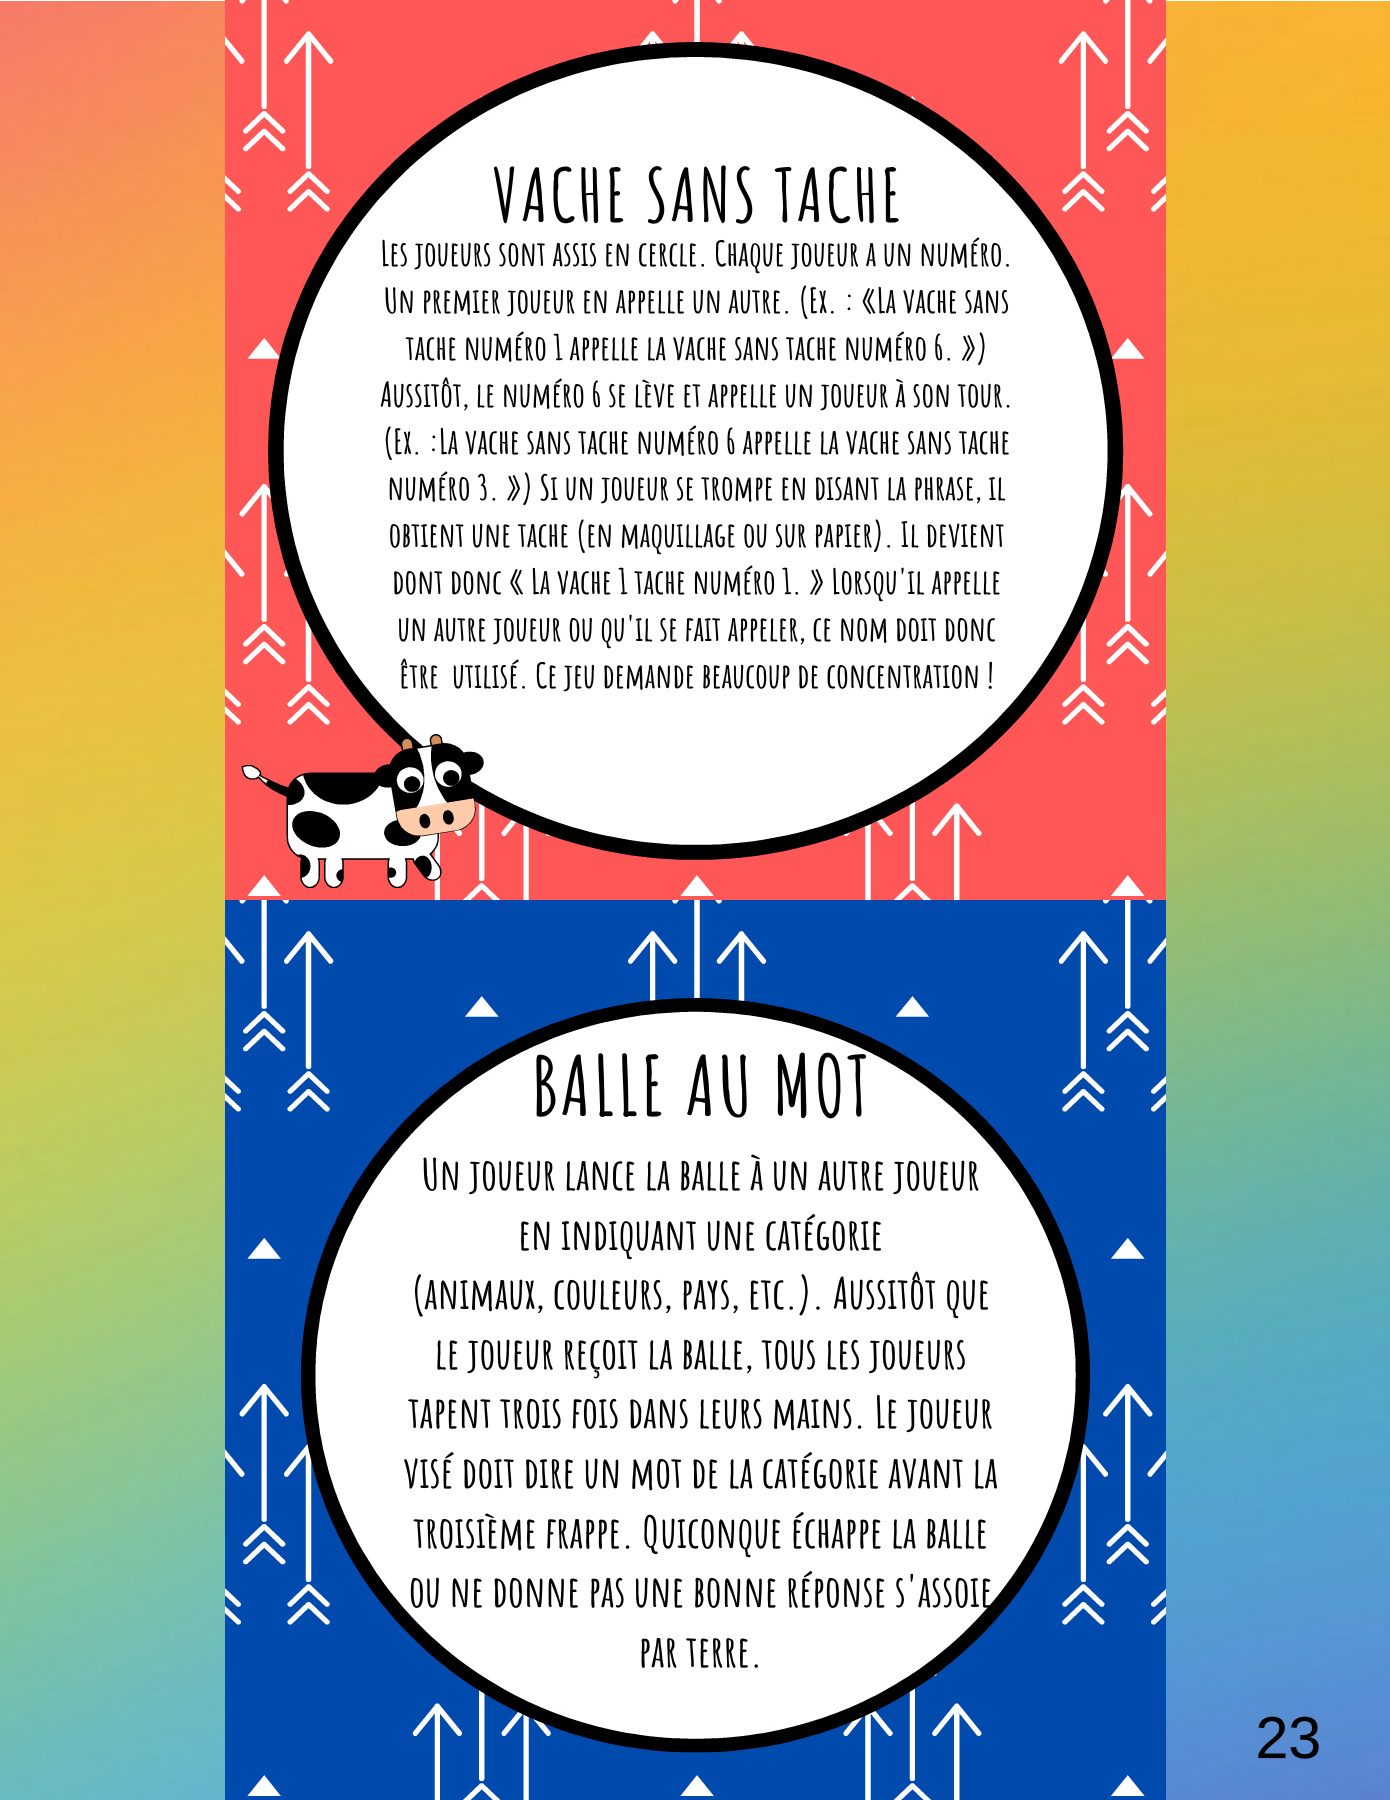 VACHE SANS TACHE
LES JOUEURS SONT ASSIS EN CERCLE. CHAQUE JOUEUR A UN NUMÉRO.
UN PREMIER JOUEUR EN APPELLE UN AUTRE. (EX. : «LA VACHE SANS
TACHE NUMÉRO 1 APPELLE LA VACHE SANS TACHE NUMÉRO 6. »)
AUSSITÔT, LE NUMÉRO 6 SE LÈVE ET APPELLE UN JOUEUR À SON TOUR.
(EX. :LA VACHE SANS TACHE NUMÉRO 6 APPELLE LA VACHE SANS TACHE
NUMÉRO 3. ») SI UN JOUEUR SE TROMPE EN DISANT LA PHRASE, IL
OBTIENT UNE TACHE (EN MAQUILLAGE OU SUR PAPIER). IL DEVIENT
DONT DONC « LA VACHE 1 TACHE NUMÉRO 1. » LORSQU'IL APPELLE
UN AUTRE JOUEUR OU QU'IL SE FAIT APPELER, CE NOM DOIT DONC
ÊTRE UTILISÉ. CE JEU DEMANDE BEAUCOUP DE CONCENTRATION !
BALLE AU MOT
UN JOUEUR LANCE LA BALLE À UN AUTRE JOUEUR
EN INDIQUANT UNE CATÉGORIE
(ANIMAUX, COULEURS, PAYS, ETC.). AUSSITÔT QUE
LE JOUEUR REÇOIT LA BALLE, TOUS LES JOUEURS
TAPENT TROIS FOIS DANS LEURS MAINS. LE JOUEUR
VISÉ DOIT DIRE UN MOT DE LA CATÉGORIE AVANT LA
TROISIÈME FRAPPE. QUICONQUE ÉCHAPPE LA BALLE
OU NE DONNE PAS UNE BONNE RÉPONSE S'ASSOIE
PAR TERRE.
23